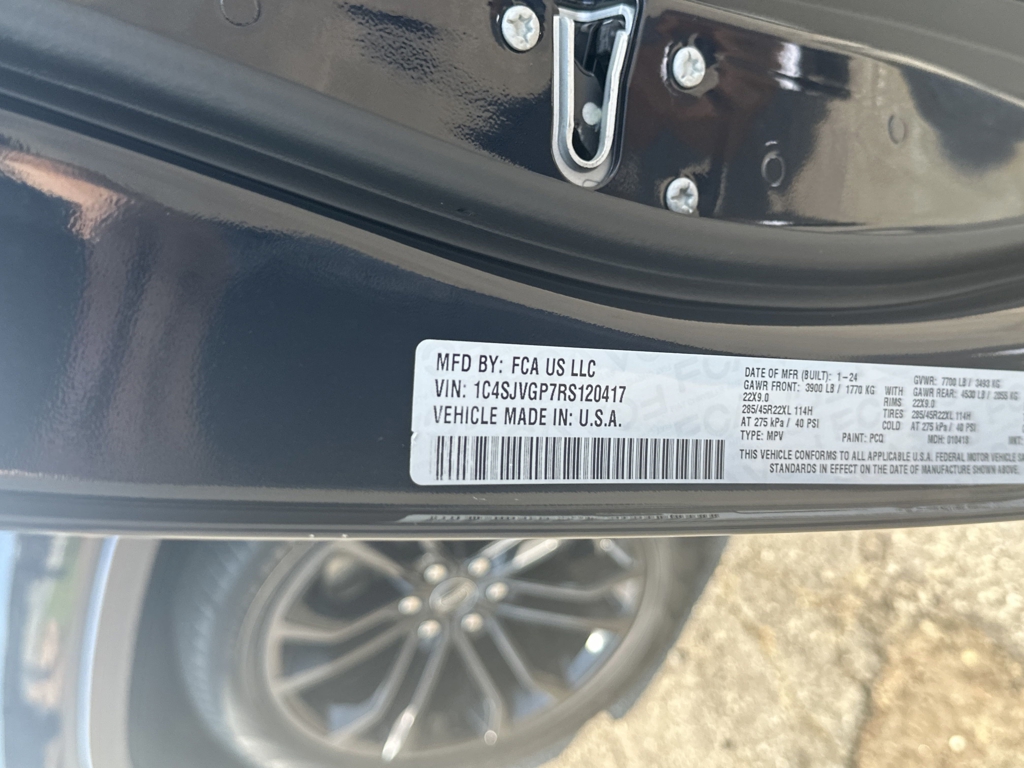 MFD BY: FCA US LLC
VIN: 1C4SJVGP7RS120417
VEHICLE MADE IN: U.S.A.
DATE OF MFR (BUILT): 1-24 GVWR: 7700 LB / 3493 KG
GAWR FRONT: 3900 LB / 1770 KG WITH GAWR REAR: 4530 LB / 2055 KG
22X9.0 RIMS: 22X9.0
285/45R22XL 114H TIRES: 285/45R22XL 114H
AT 275 kPa / 40 PSI COLD: AT 275 kPa / 40 PSI
TYPE: MPV PAINT: PCQ MDH: 010418
THIS VEHICLE CONFORMS TO ALL APPLICABLE U.S.A. FEDERAL MOTOR VEHICLE
STANDARDS IN EFFECT ON THE DATE OF MANUFACTURE SHOWN ABOVE.